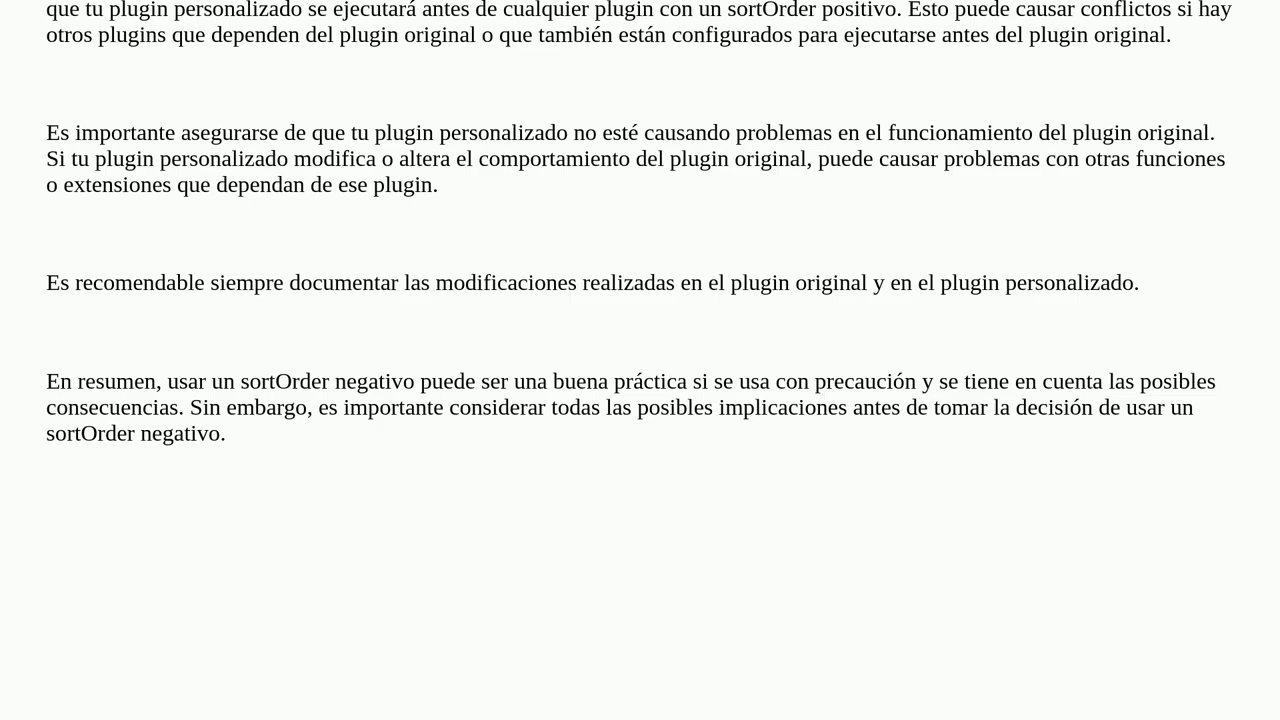 que tu plugin personalizado se ejecutará antes de cualquier plugin con un sortOrder positivo. Esto puede causar conflictos si hay
otros plugins que dependen del plugin original o que también están configurados para ejecutarse antes del plugin original.
Es importante asegurarse de que tu plugin personalizado no esté causando problemas en el funcionamiento del plugin original.
Si tu plugin personalizado modifica o altera el comportamiento del plugin original, puede causar problemas con otras funciones
o extensiones que dependan de ese plugin.
Es recomendable siempre documentar las modificaciones realizadas en el plugin original y en el plugin personalizado.
En resumen, usar un sortOrder negativo puede ser una buena práctica si se usa con precaución y se tiene en cuenta las posibles
consecuencias. Sin embargo, es importante considerar todas las posibles implicaciones antes de tomar la decisión de usar un
sortOrder negativo.